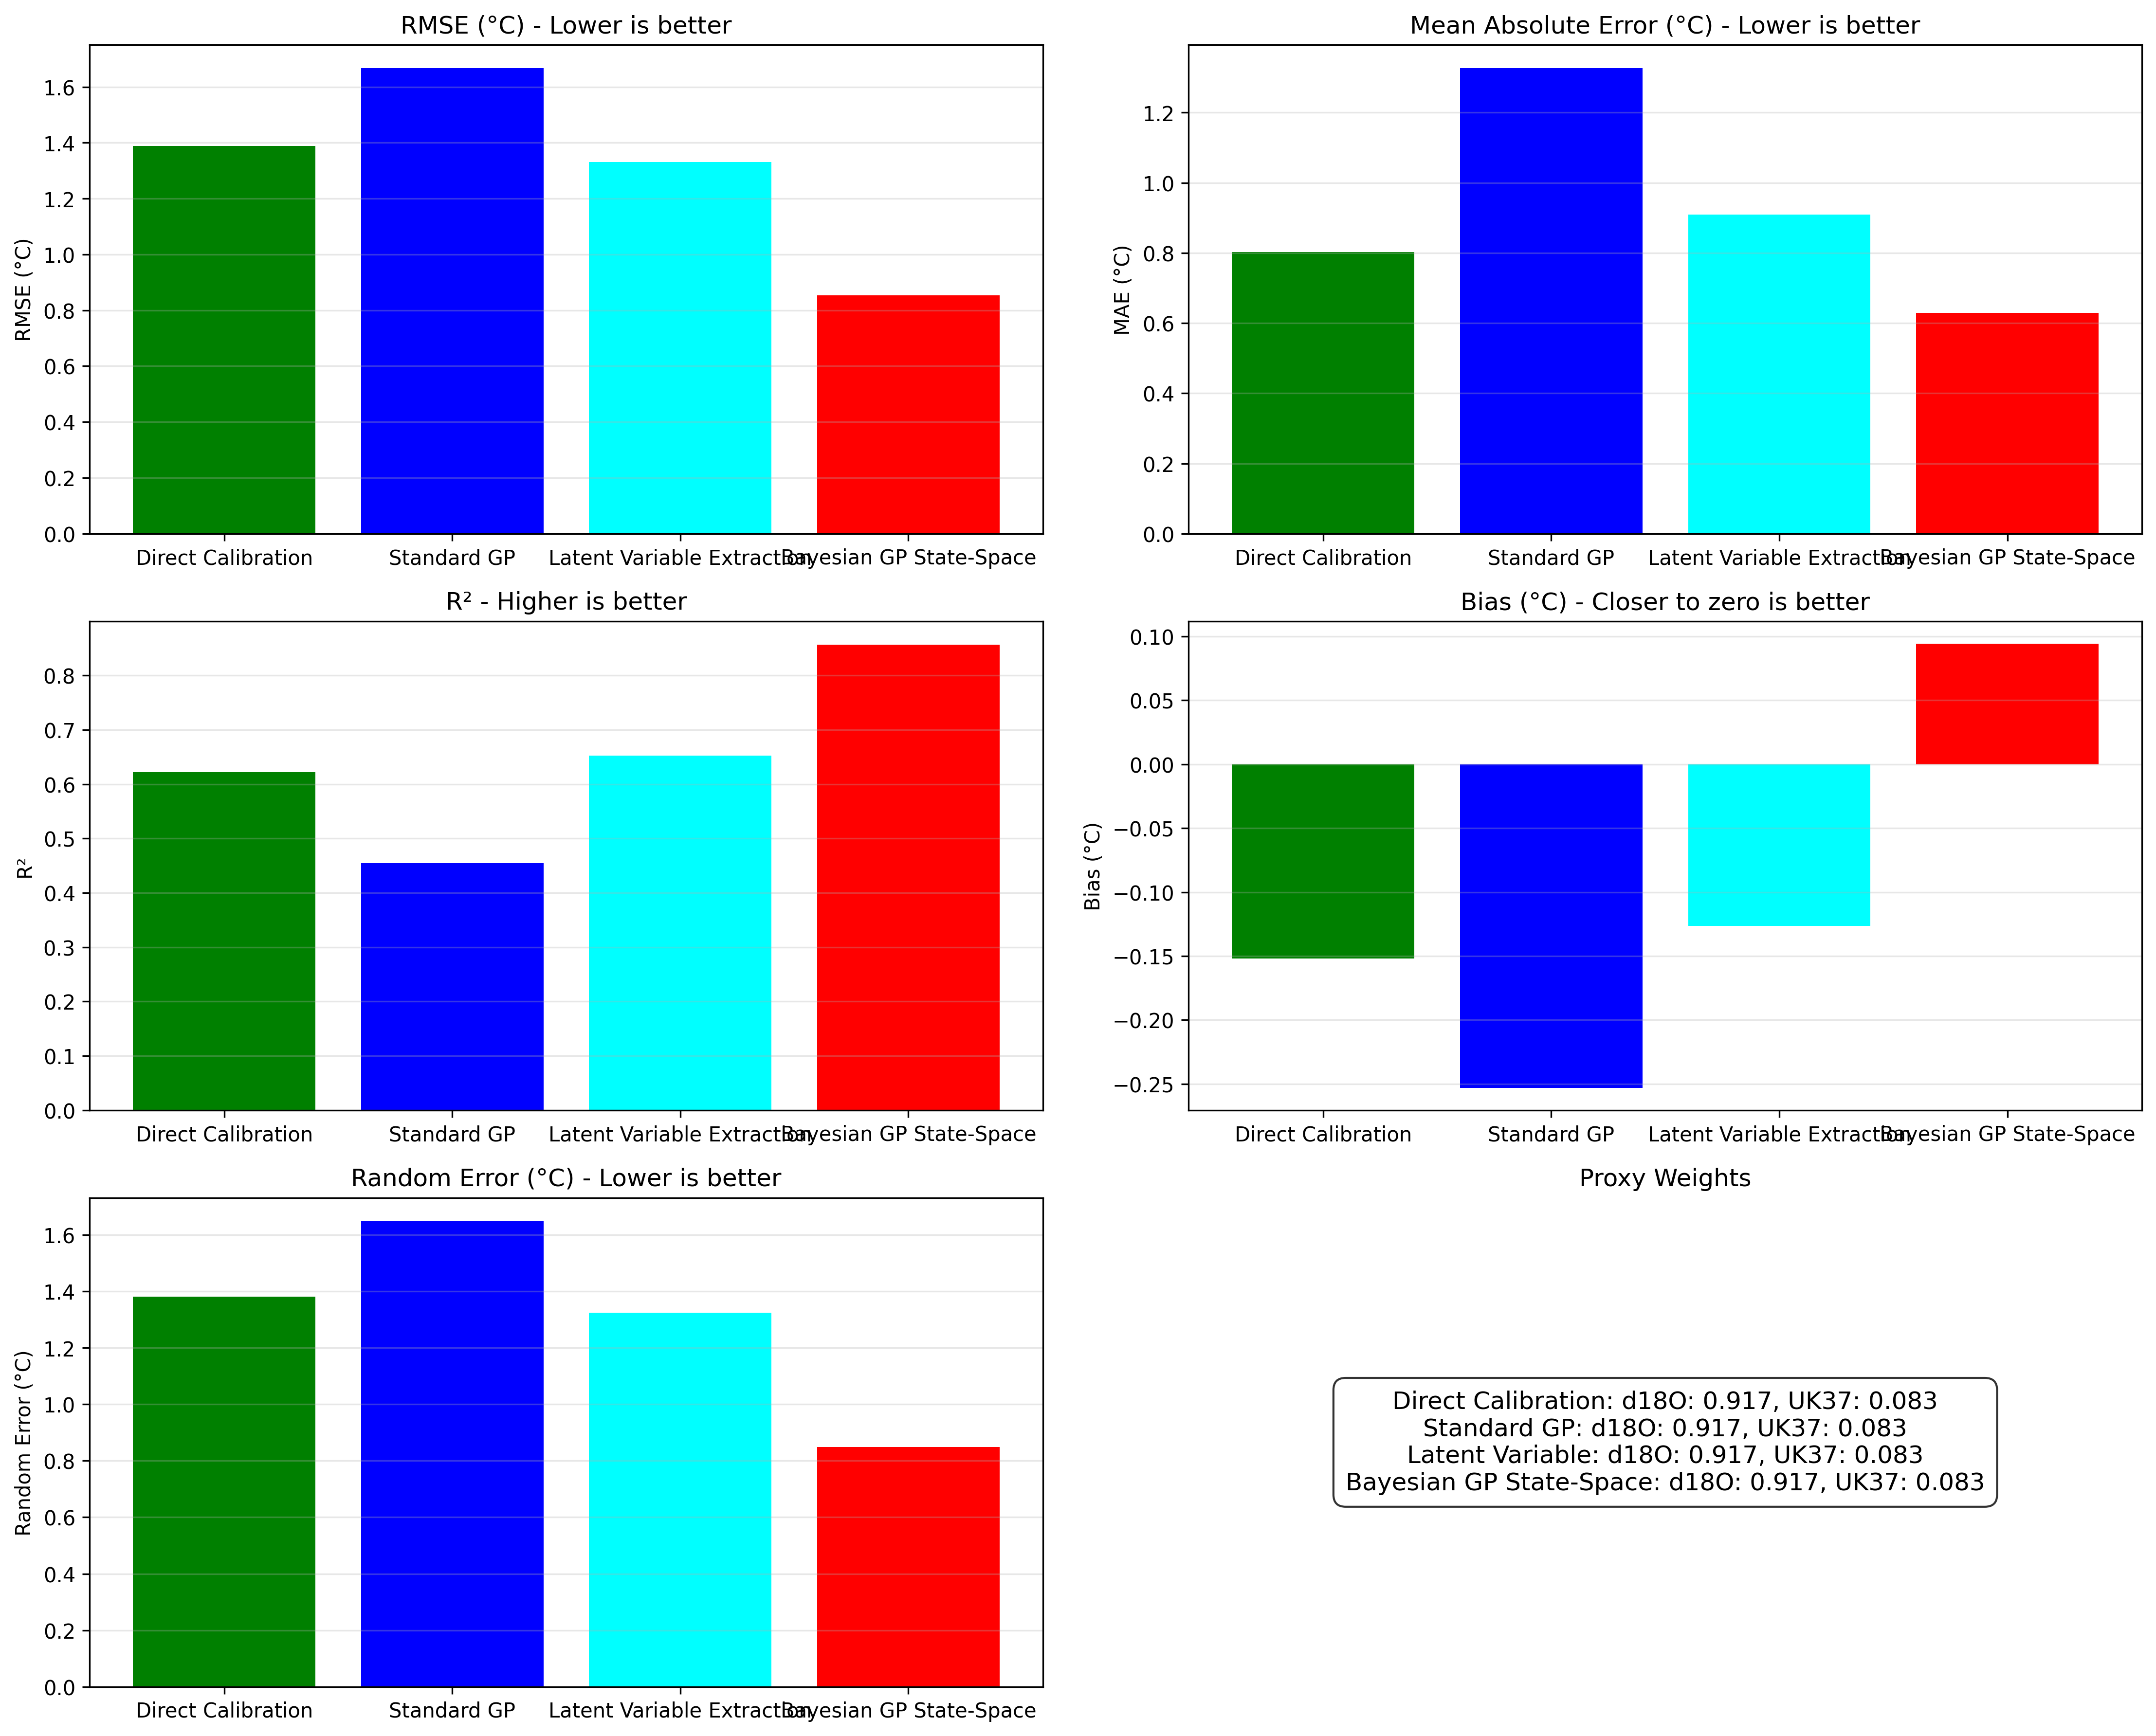 RMSE (°C) - Lower is better
RMSE (°C)
1.6
1.4
1.2
1.0
0.8
0.6
0.4
0.2
0.0
Direct Calibration Standard GP Latent Variable Extraction Bayesian GP State-Space
Mean Absolute Error (°C) - Lower is better
MAE (°C)
1.2
1.0
0.8
0.6
0.4
0.2
0.0
Direct Calibration Standard GP Latent Variable Extraction Bayesian GP State-Space
R² - Higher is better
R²
0.8
0.7
0.6
0.5
0.4
0.3
0.2
0.1
0.0
Direct Calibration Standard GP Latent Variable Extraction Bayesian GP State-Space
Bias (°C) - Closer to zero is better
Bias (°C)
0.10
0.05
0.00
−0.05
−0.10
−0.15
−0.20
−0.25
Direct Calibration Standard GP Latent Variable Extraction Bayesian GP State-Space
Random Error (°C) - Lower is better
Random Error (°C)
1.6
1.4
1.2
1.0
0.8
0.6
0.4
0.2
0.0
Direct Calibration Standard GP Latent Variable Extraction Bayesian GP State-Space
Proxy Weights
Direct Calibration: d18O: 0.917, UK37: 0.083
Standard GP: d18O: 0.917, UK37: 0.083
Latent Variable: d18O: 0.917, UK37: 0.083
Bayesian GP State-Space: d18O: 0.917, UK37: 0.083